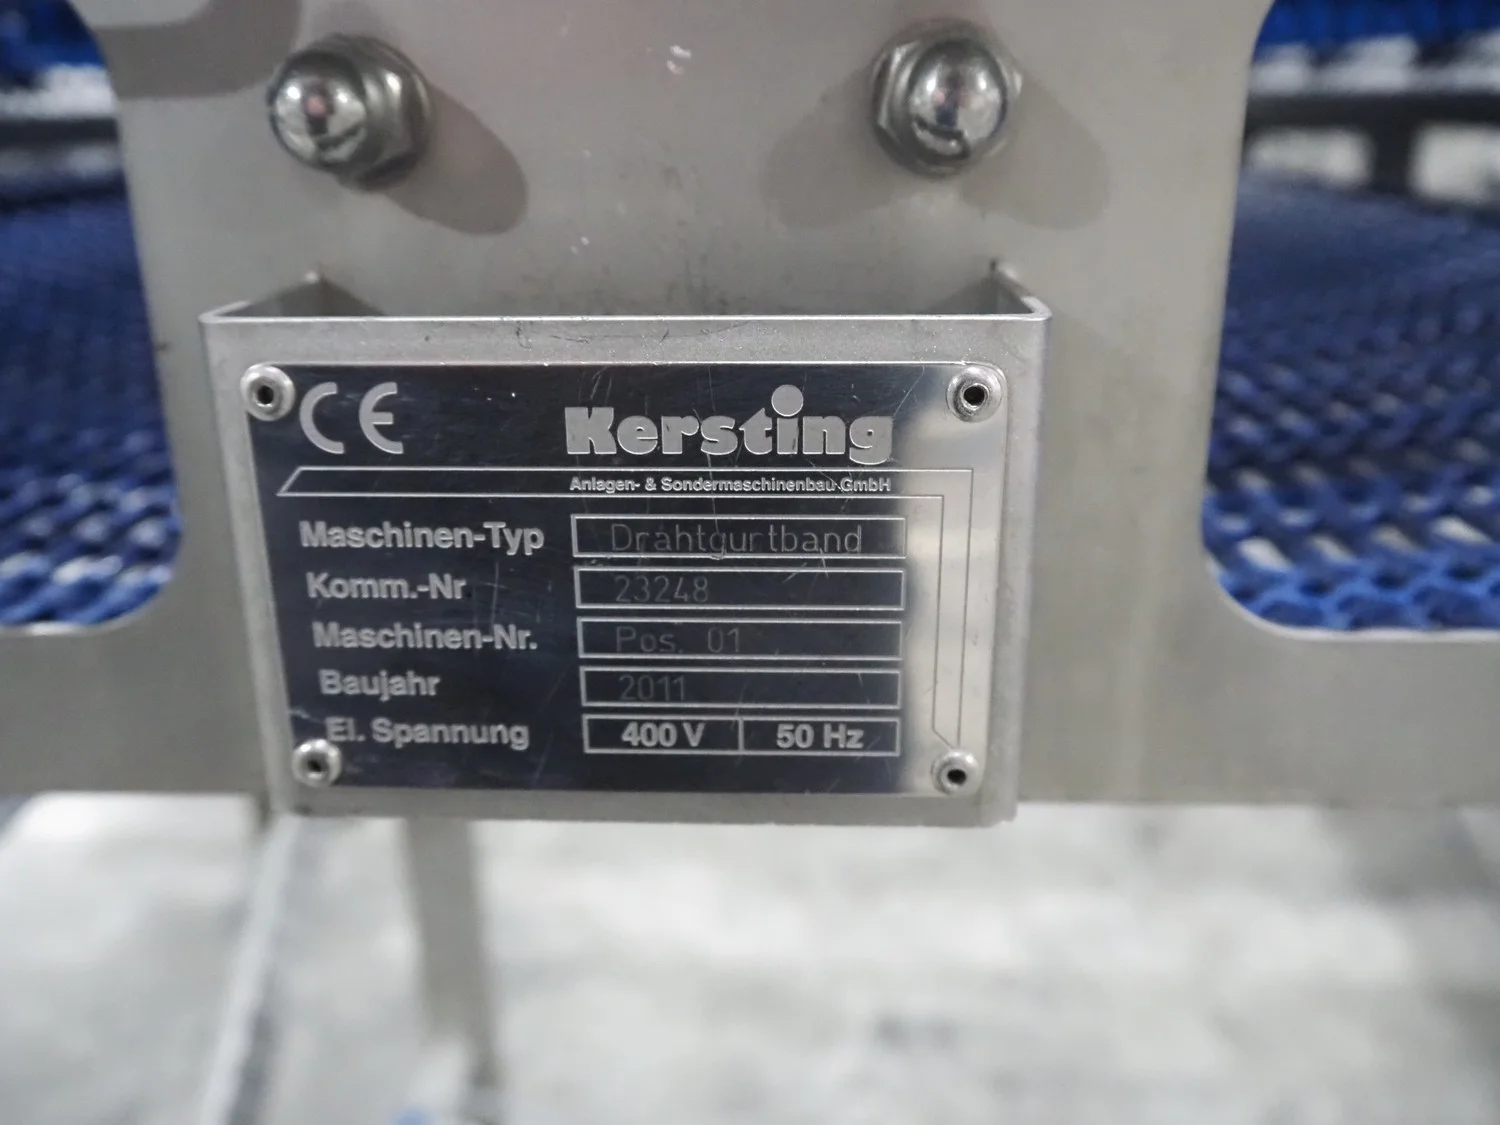 CE Kersting
Anlagen- & Sondermaschinenbau GmbH
Maschinen-Typ Drahtgurtband
Komm.-Nr 23248
Maschinen-Nr. Pos. 01
Baujahr 2011
El. Spannung 400 V 50 Hz